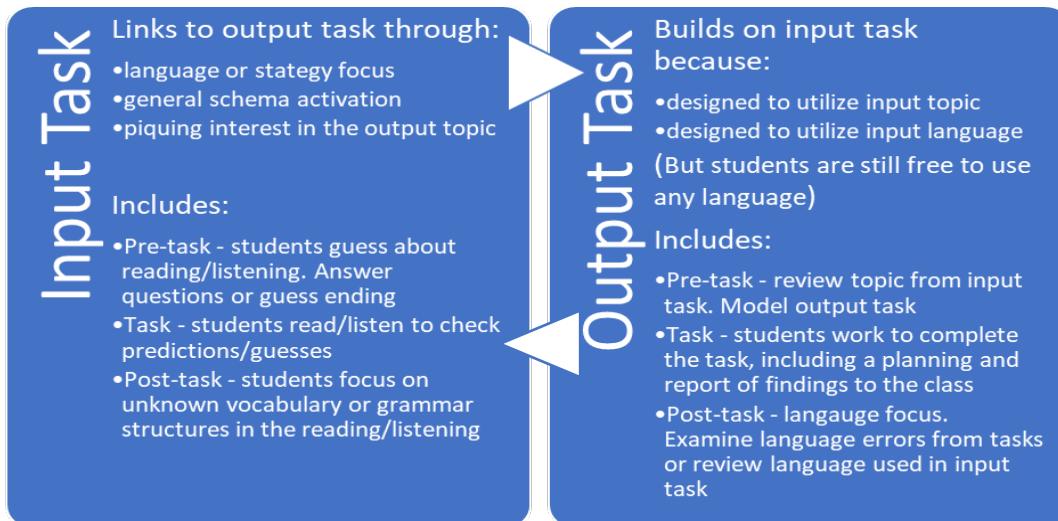 Input Task
Links to output task through:
•language or stategy focus
•general schema activation
•piquing interest in the output topic
Includes:
•Pre-task - students guess about
reading/listening. Answer
questions or guess ending
•Task - students read/listen to check
predictions/guesses
•Post-task - students focus on
unknown vocabulary or grammar
structures in the reading/listening
Output Task
Builds on input task
because:
•designed to utilize input topic
•designed to utilize input language
(But students are still free to use
any language)
Includes:
•Pre-task - review topic from input
task. Model output task
•Task - students work to complete
the task, including a planning and
report of findings to the class
•Post-task - langauge focus.
Examine language errors from tasks
or review language used in input
task